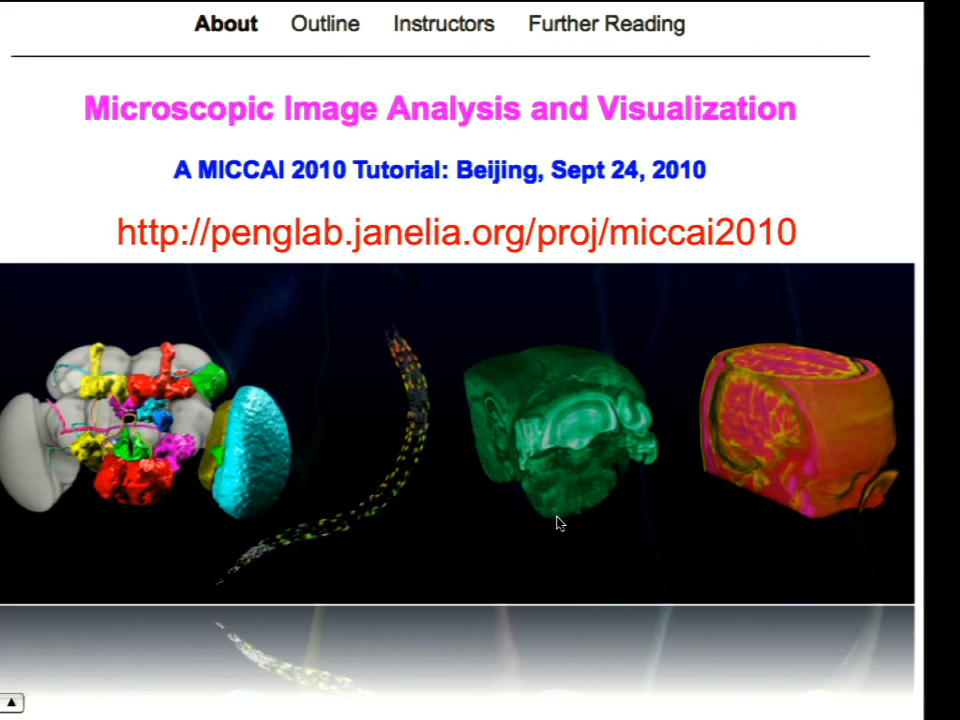 About Outline Instructors Further Reading
Microscopic Image Analysis and Visualization
A MICCAI 2010 Tutorial: Beijing, Sept 24, 2010
http://penglab.janelia.org/proj/miccai2010